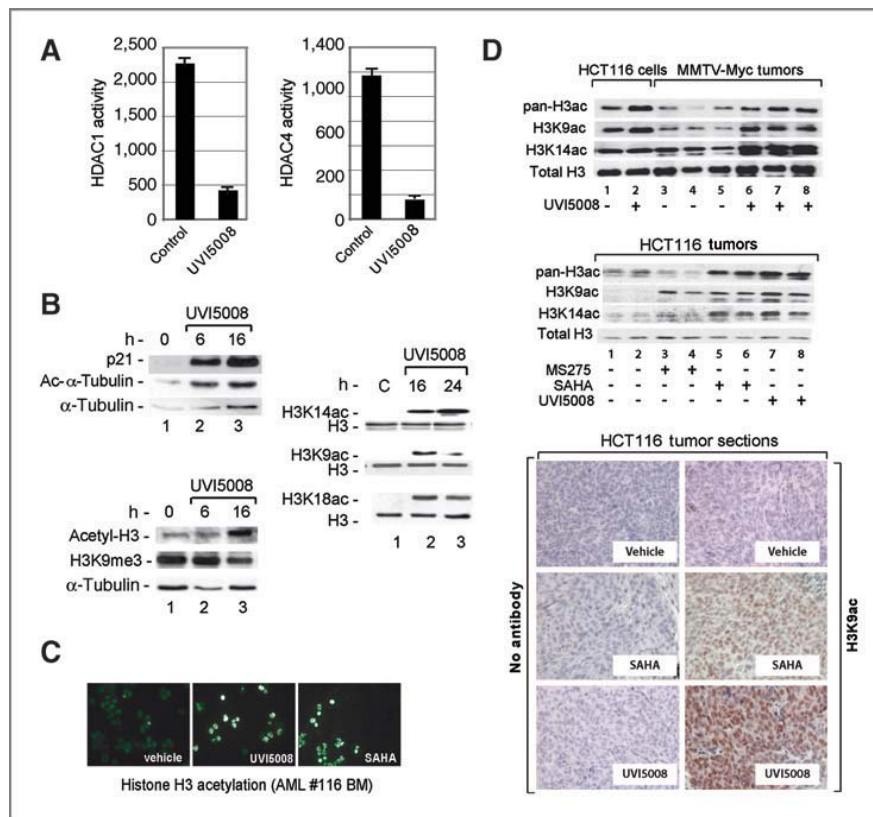 A
HDAC1 activity
2,500
2,000
1,500
1,000
500
0
Control
UVI5008
HDAC4 activity
1,400
1,200
1,000
800
600
400
200
0
Control
UVI5008
B
UVI5008
h - 0 6 16
p21 -
Ac-α-Tubulin -
α-Tubulin -
1 2 3
UVI5008
h - 0 6 16
Acetyl-H3 -
H3K9me3 -
α-Tubulin -
1 2 3
UVI5008
h - C 16 24
H3K14ac -
H3 -
H3K9ac -
H3 -
H3K18ac -
H3 -
1 2 3
C
vehicle
UVI5008
SAHA
Histone H3 acetylation (AML #116 BM)
D
HCT116 cells MMTV-Myc tumors
pan-H3ac
H3K9ac
H3K14ac
Total H3
1 2 3 4 5 6 7 8
UVI5008 - + - - - + + +
HCT116 tumors
pan-H3ac
H3K9ac
H3K14ac
Total H3
1 2 3 4 5 6 7 8
MS275 - - + + - - - -
SAHA - - - - + + - -
UVI5008 - - - - - - + +
HCT116 tumor sections
No antibody
H3K9ac
Vehicle
Vehicle
SAHA
SAHA
UVI5008
UVI5008